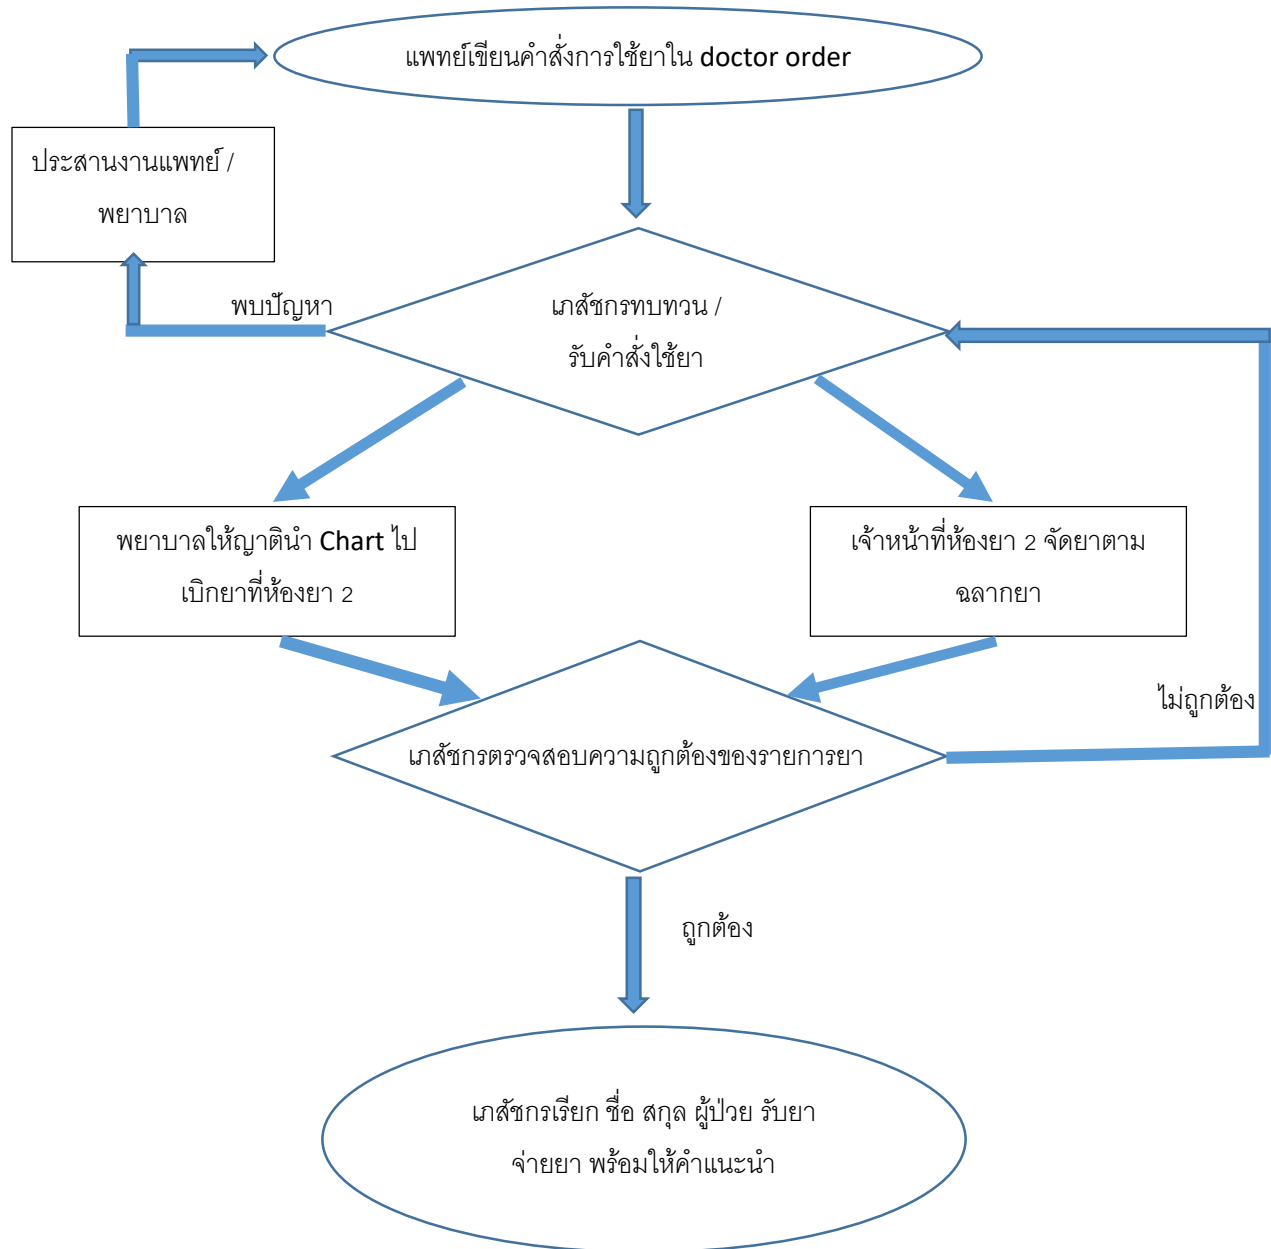 แพทย์เขียนคำสั่งการใช้ยาใน doctor order
ประสานงานแพทย์ /
พยาบาล
พบปัญหา
เภสัชกรทบทวน /
รับคำสั่งใช้ยา
พยาบาลให้ญาตินำ Chart ไป
เบิกยาที่ห้องยา 2
เจ้าหน้าที่ห้องยา 2 จัดยาตาม
ฉลากยา
ไม่ถูกต้อง
เภสัชกรตรวจสอบความถูกต้องของรายการยา
ถูกต้อง
เภสัชกรเรียก ชื่อ สกุล ผู้ป่วย รับยา
จ่ายยา พร้อมให้คำแนะนำ